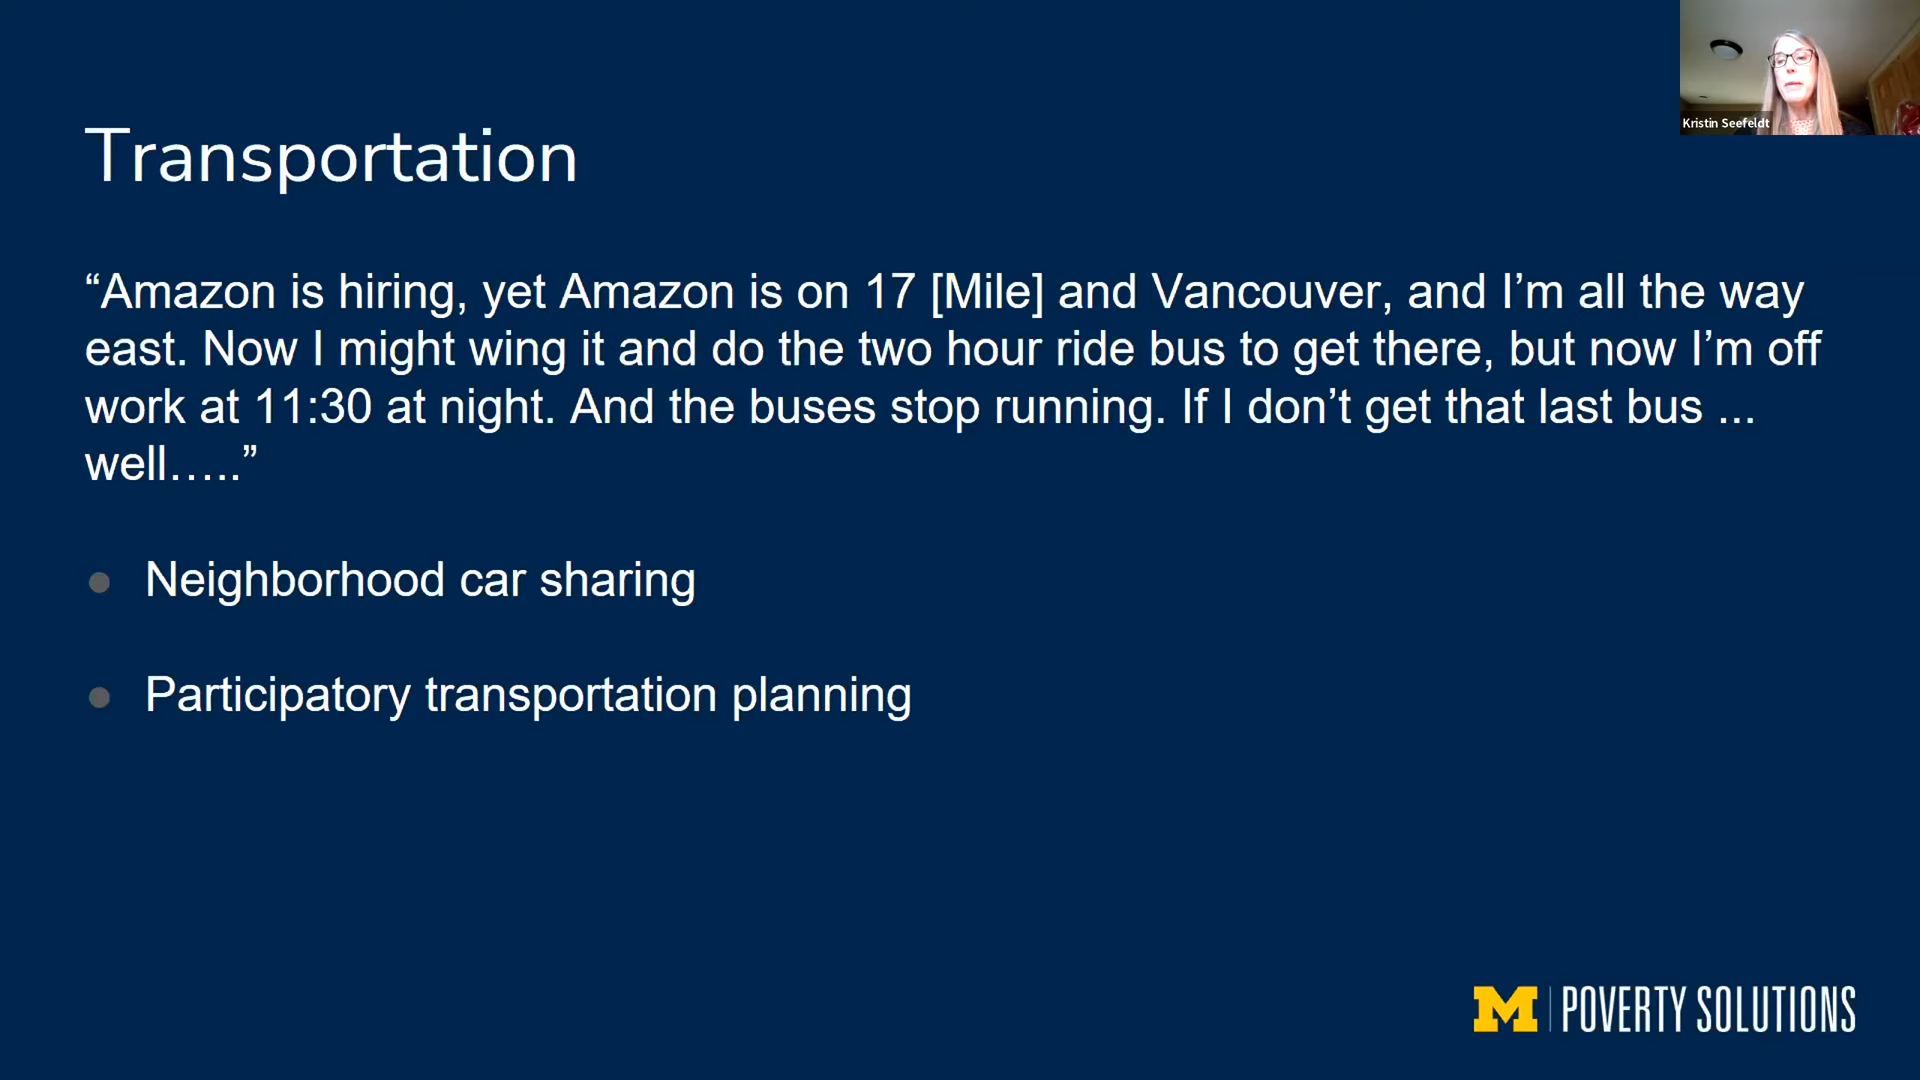 Kristin Seefeldt
Transportation
“Amazon is hiring, yet Amazon is on 17 [Mile] and Vancouver, and I’m all the way
east. Now I might wing it and do the two hour ride bus to get there, but now I’m off
work at 11:30 at night. And the buses stop running. If I don’t get that last bus ...
well…..”
● Neighborhood car sharing
● Participatory transportation planning
M | POVERTY SOLUTIONS